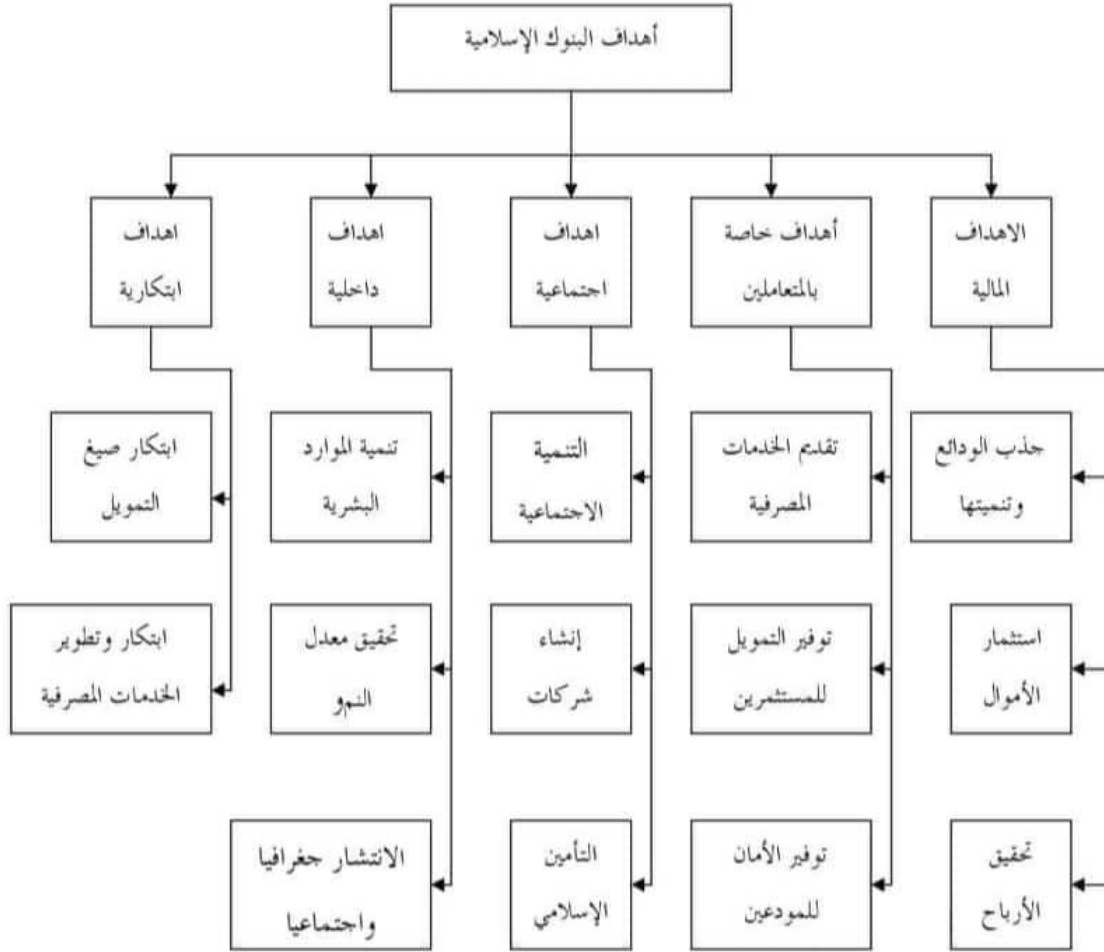 أهداف البنوك الإسلامية
الاهداف
المالية
أهداف خاصة
بالمتعاملين
اهداف
اجتماعية
اهداف
داخلية
اهداف
ابتكارية
جذب الودائع
وتنميتها
تقديم الخدمات
المصرفية
التنمية
الاجتماعية
تنمية الموارد
البشرية
ابتكار صيغ
التمويل
استثمار
الأموال
توفير التمويل
للمستثمرين
إنشاء
شركات
تحقيق معدل
النمو
ابتكار وتطوير
الخدمات المصرفية
تحقيق
الأرباح
توفير الأمان
للمودعين
التأمين
الإسلامي
الانتشار جغرافيا
واجتماعيا